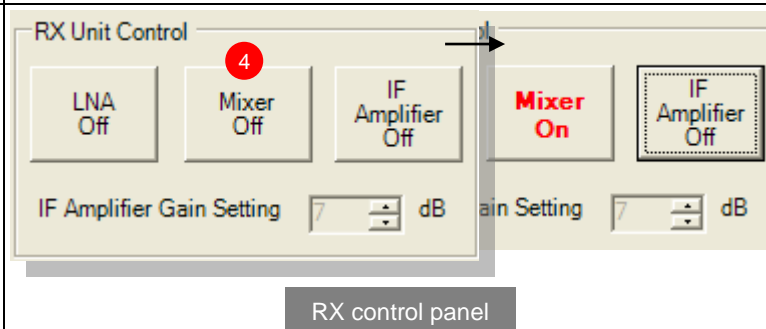 RX Unit Control
ol
4
LNA
Off
Mixer
Off
IF
Amplifier
Off
Mixer
On
IF
Amplifier
Off
IF Amplifier Gain Setting 7 dB
ain Setting 7 dB
RX control panel